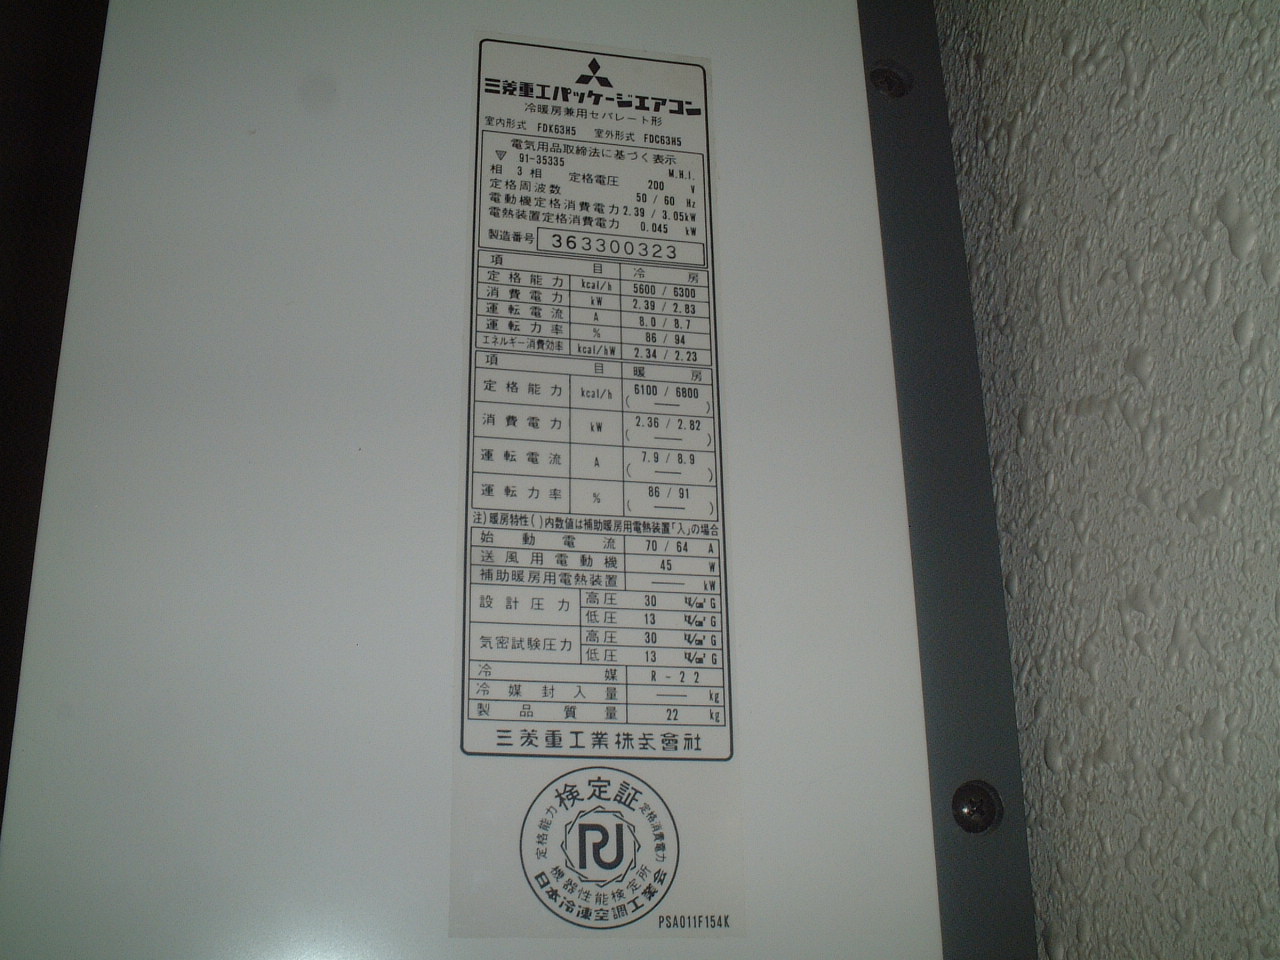 三菱重工パッケージエアコン
冷暖房兼用セパレート形
室内形式 FDK63H5 室外形式 FDC63H5
電気用品取締法に基づく表示
▽ 91-35335 M.H.I.
相 3 相 定格電圧 200 V
定格周波数 50 / 60 Hz
電動機定格消費電力 2.39 / 3.05 kW
電熱装置定格消費電力 0.045 kW
製造番号 363300323
項目 冷房
定格能力 kcal/h 5600 / 6300
消費電力 kW 2.39 / 2.83
運転電流 A 8.0 / 8.7
運転力率 % 86 / 94
エネルギー消費効率 kcal/hW 2.34 / 2.23
項目 暖房
定格能力 kcal/h 6100 / 6800
( —— )
消費電力 kW 2.36 / 2.82
( —— )
運転電流 A 7.9 / 8.9
( —— )
運転力率 % 86 / 91
( —— )
注)暖房特性( )内数値は補助暖房用電熱装置「入」の場合
始動電流 70 / 64 A
送風用電動機 45 W
補助暖房用電熱装置 —— kW
設計圧力 高圧 30 kg/cm² G
低圧 13 kg/cm² G
気密試験圧力 高圧 30 kg/cm² G
低圧 13 kg/cm² G
冷媒 R-22
冷媒封入量 —— kg
製品質量 22 kg
三菱重工業株式會社
検定証
定格能力 定格消費電力
RJ
機器性能検定所
日本冷凍空調工業会
PSA011F154K